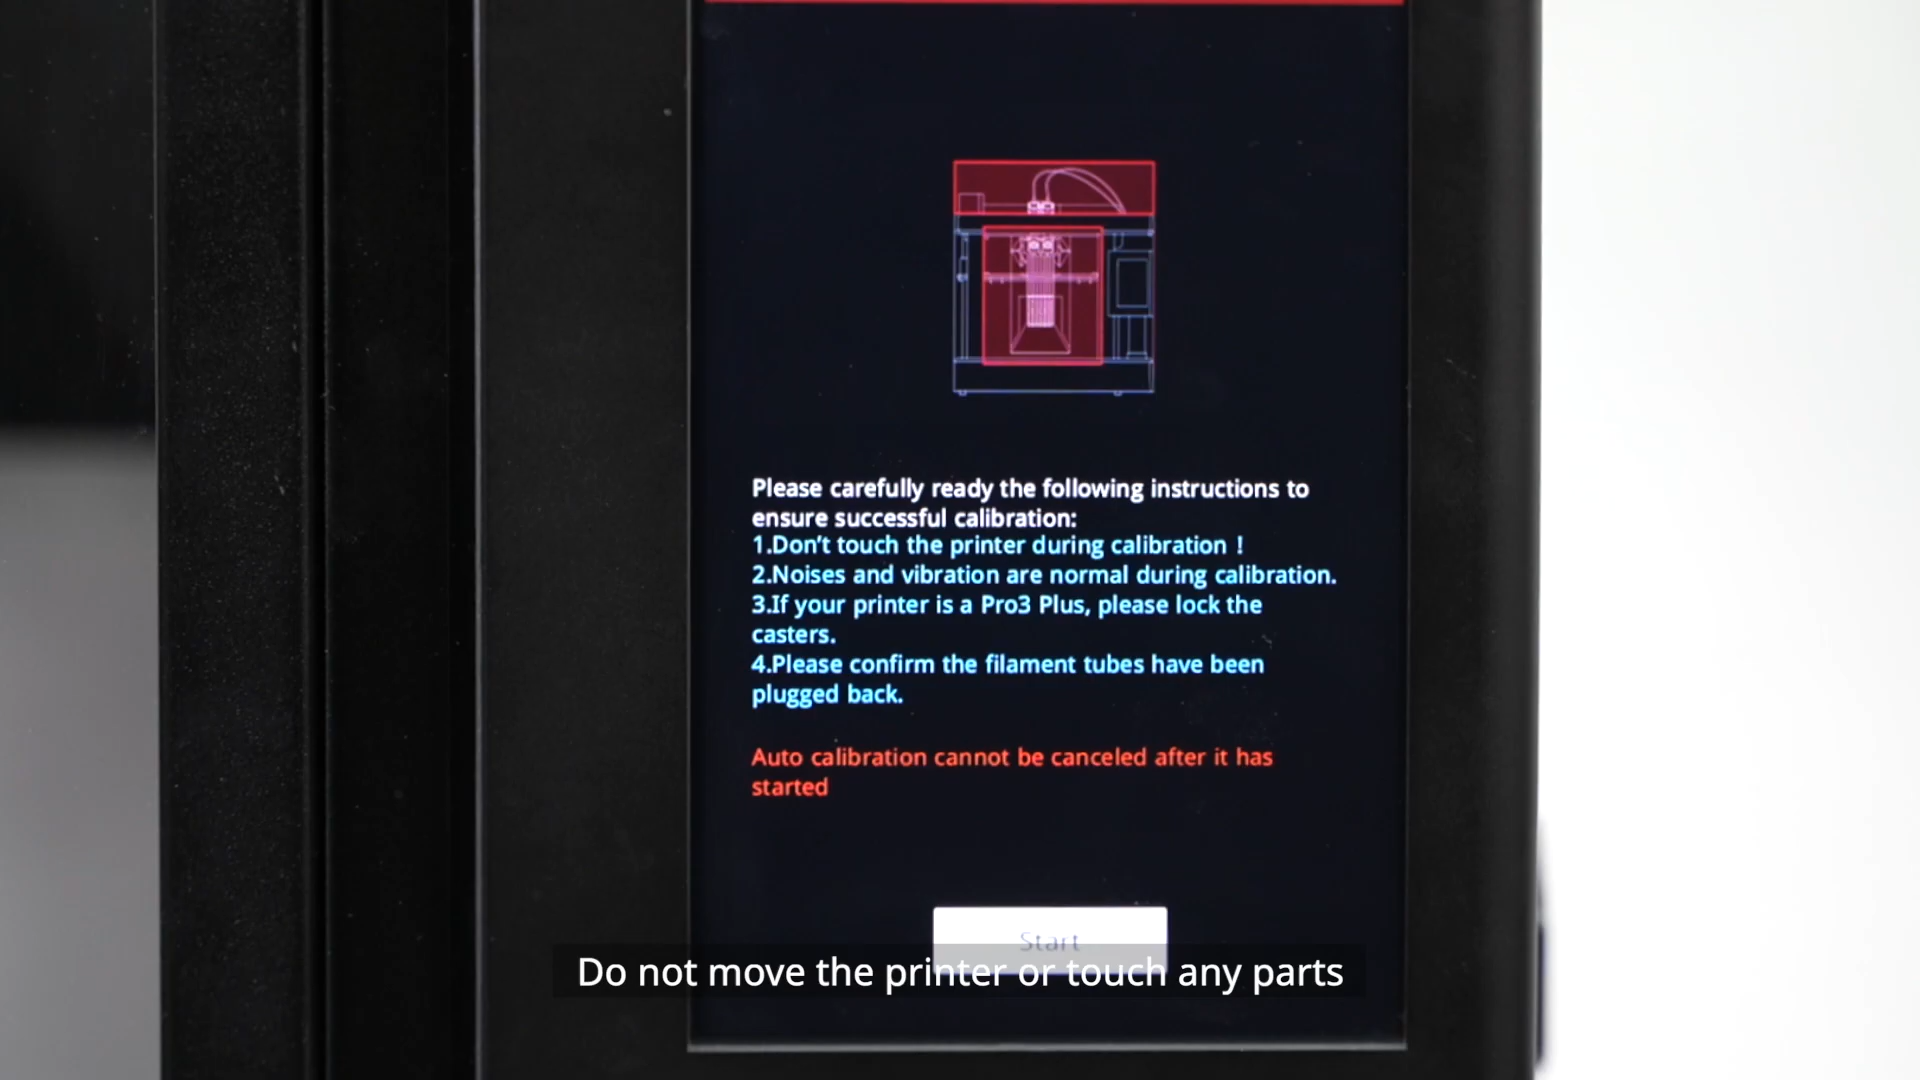 Please carefully ready the following instructions to
ensure successful calibration:
1.Don't touch the printer during calibration !
2.Noises and vibration are normal during calibration.
3.If your printer is a Pro3 Plus, please lock the
casters.
4.Please confirm the filament tubes have been
plugged back.
Auto calibration cannot be canceled after it has
started
Start
Do not move the printer or touch any parts